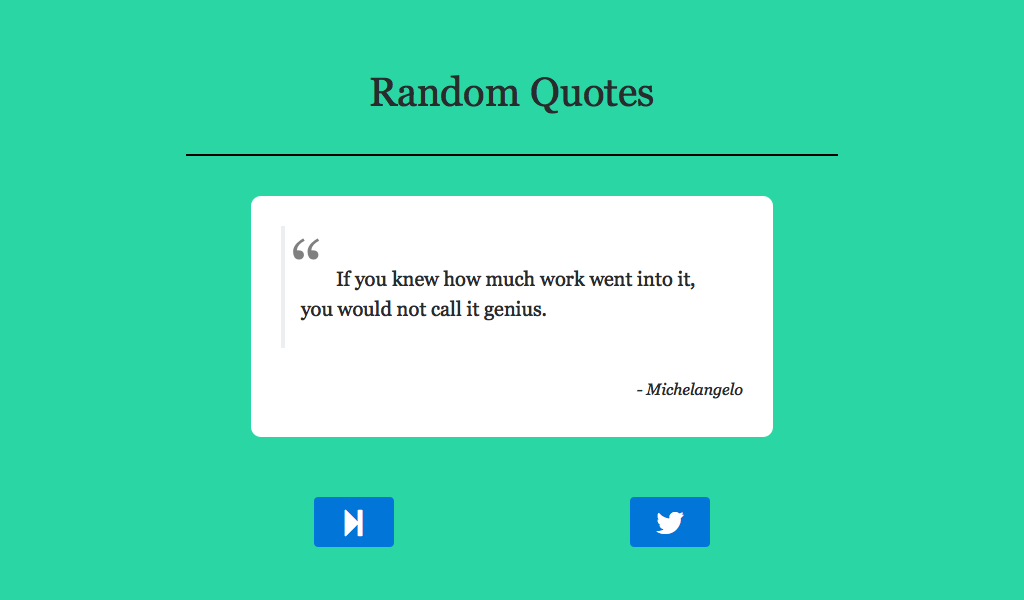 Random Quotes
“
If you knew how much work went into it,
you would not call it genius.
- Michelangelo